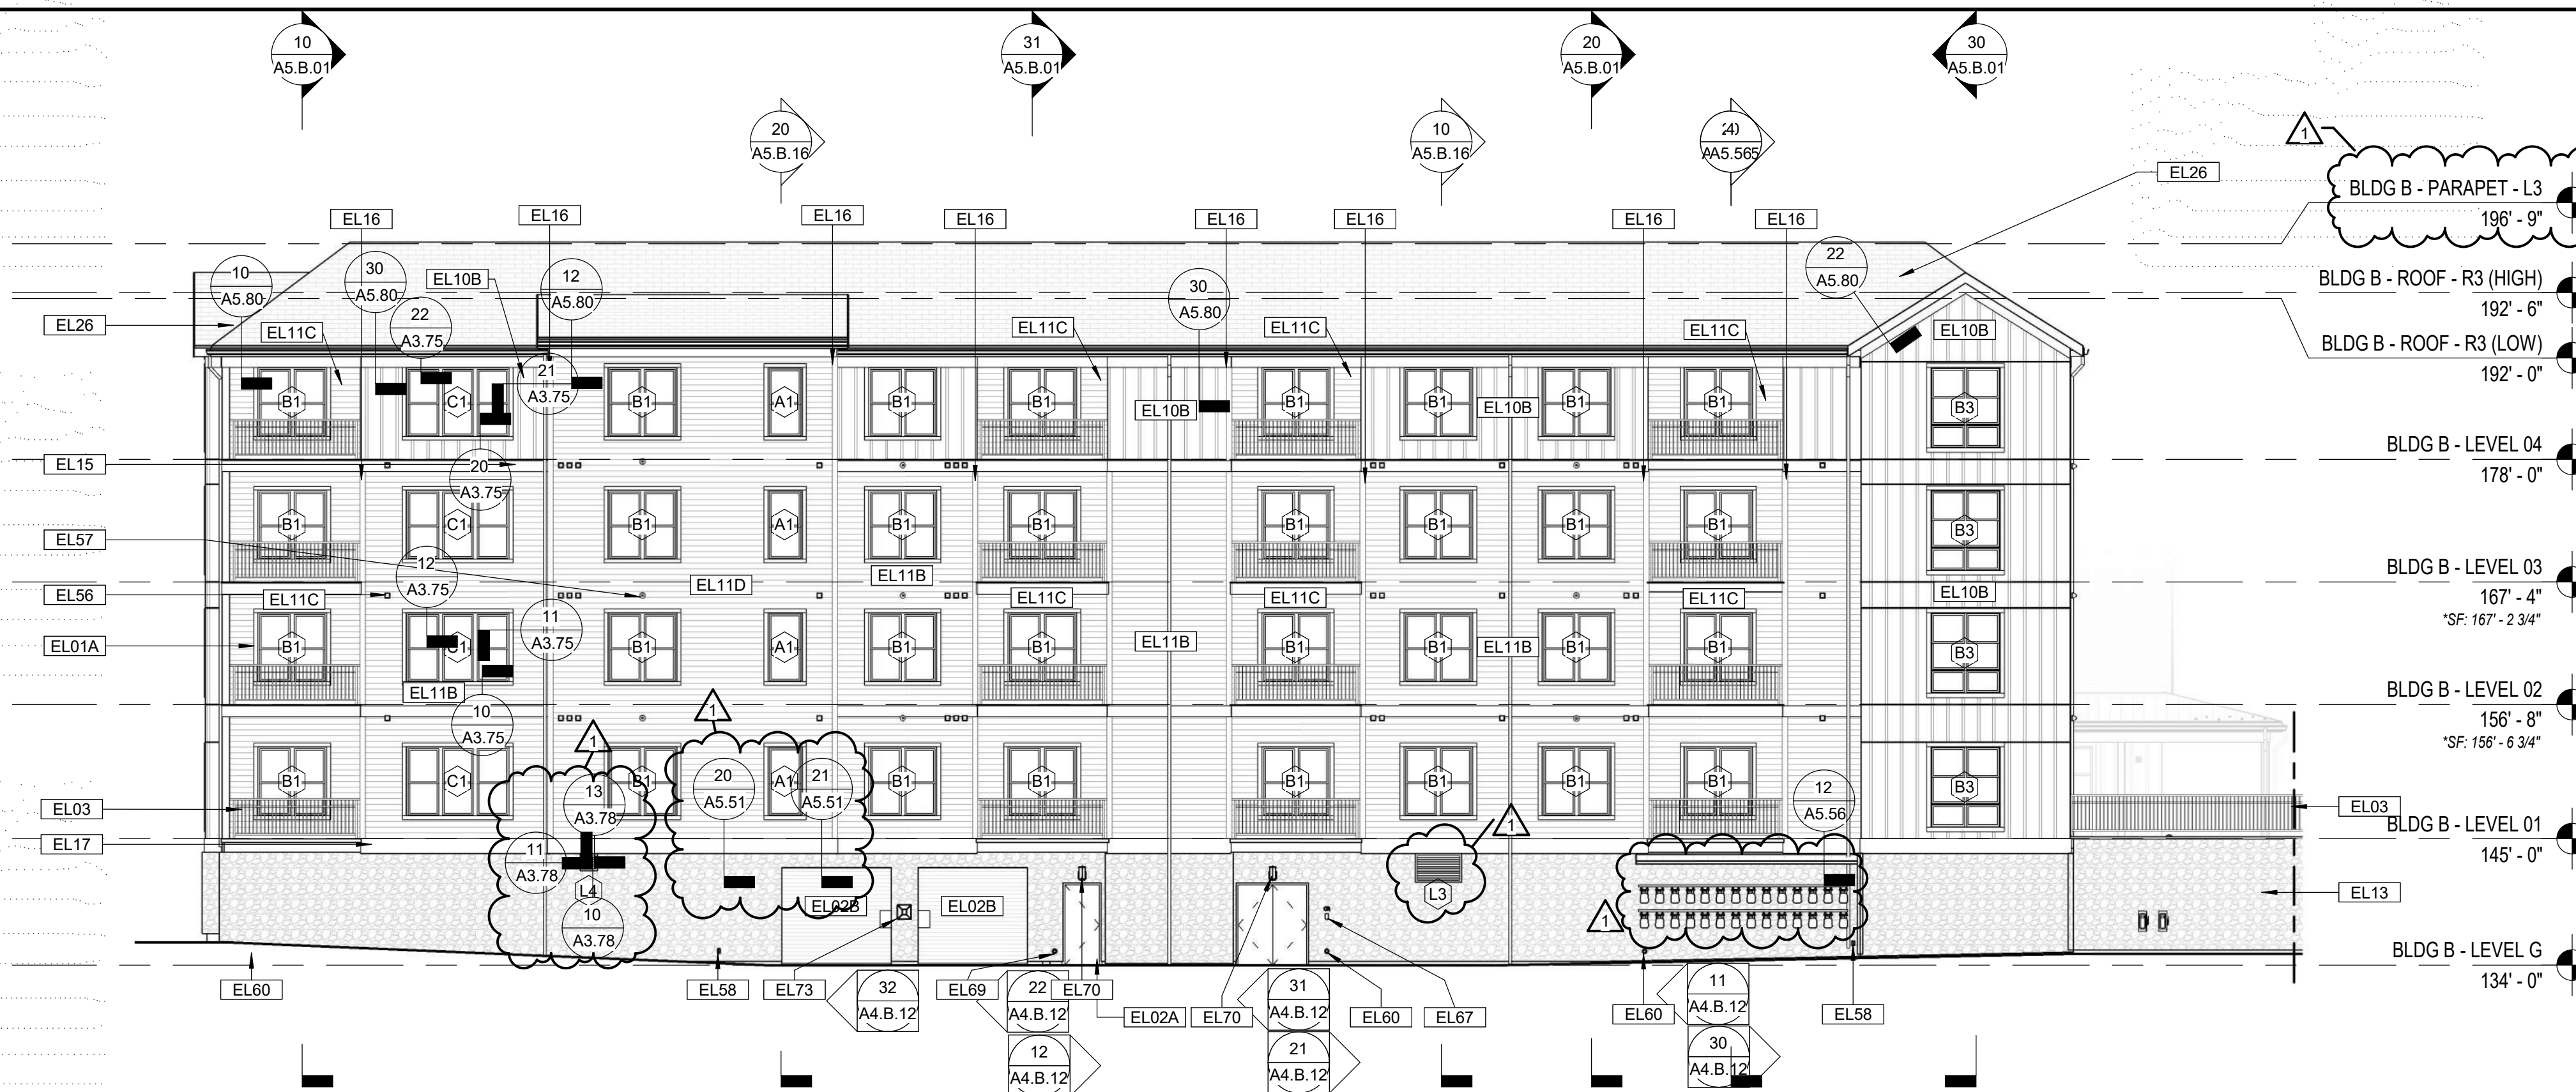 10
A5.B.01
31
A5.B.01
20
A5.B.01
30
A5.B.01
20
A5.B.16
10
A5.B.16
1
EL26
BLDG B - PARAPET - L3
196' - 9"
EL16
EL16
EL16
EL16
EL16
EL16
EL16
EL16
10
A5.80
30
A5.80
EL10B
12
A5.80
30
A5.80
22
A5.80
BLDG B - ROOF - R3 (HIGH)
192' - 6"
EL26
EL11C
22
A3.75
EL11C
EL11C
EL11C
EL10B
BLDG B - ROOF - R3 (LOW)
192' - 0"
21
A3.75
B1
C1
B1
A1
B1
B1
EL10B
B1
B1
EL10B
B1
B1
B3
BLDG B - LEVEL 04
178' - 0"
EL15
20
A3.75
B1
C1
B1
A1
B1
B1
B1
B1
B1
B1
B3
EL57
12
A3.75
EL11D
EL11B
BLDG B - LEVEL 03
167' - 4"
*SF: 167' - 2 3/4"
EL56
EL11C
EL11C
EL11C
EL11C
EL10B
EL01A
11
A3.75
B1
C1
B1
A1
B1
B1
EL11B
B1
B1
EL11B
B1
B1
B3
EL11B
10
A3.75
1
1
BLDG B - LEVEL 02
156' - 8"
*SF: 156' - 6 3/4"
B1
C1
B1
A1
B1
B1
B1
B1
B1
B1
B3
13
A3.78
20
A5.51
21
A5.51
12
A5.56
EL03
EL03
1
BLDG B - LEVEL 01
145' - 0"
EL17
11
A3.78
L4
L3
EL13
10
A3.78
EL02B
EL02B
1
BLDG B - LEVEL G
134' - 0"
EL60
EL58
EL73
32
A4.B.12
EL69
22
A4.B.12
EL70
EL02A
EL70
31
A4.B.12
EL60
EL67
EL60
11
A4.B.12
EL58
12
A4.B.12
21
A4.B.12
30
A4.B.12